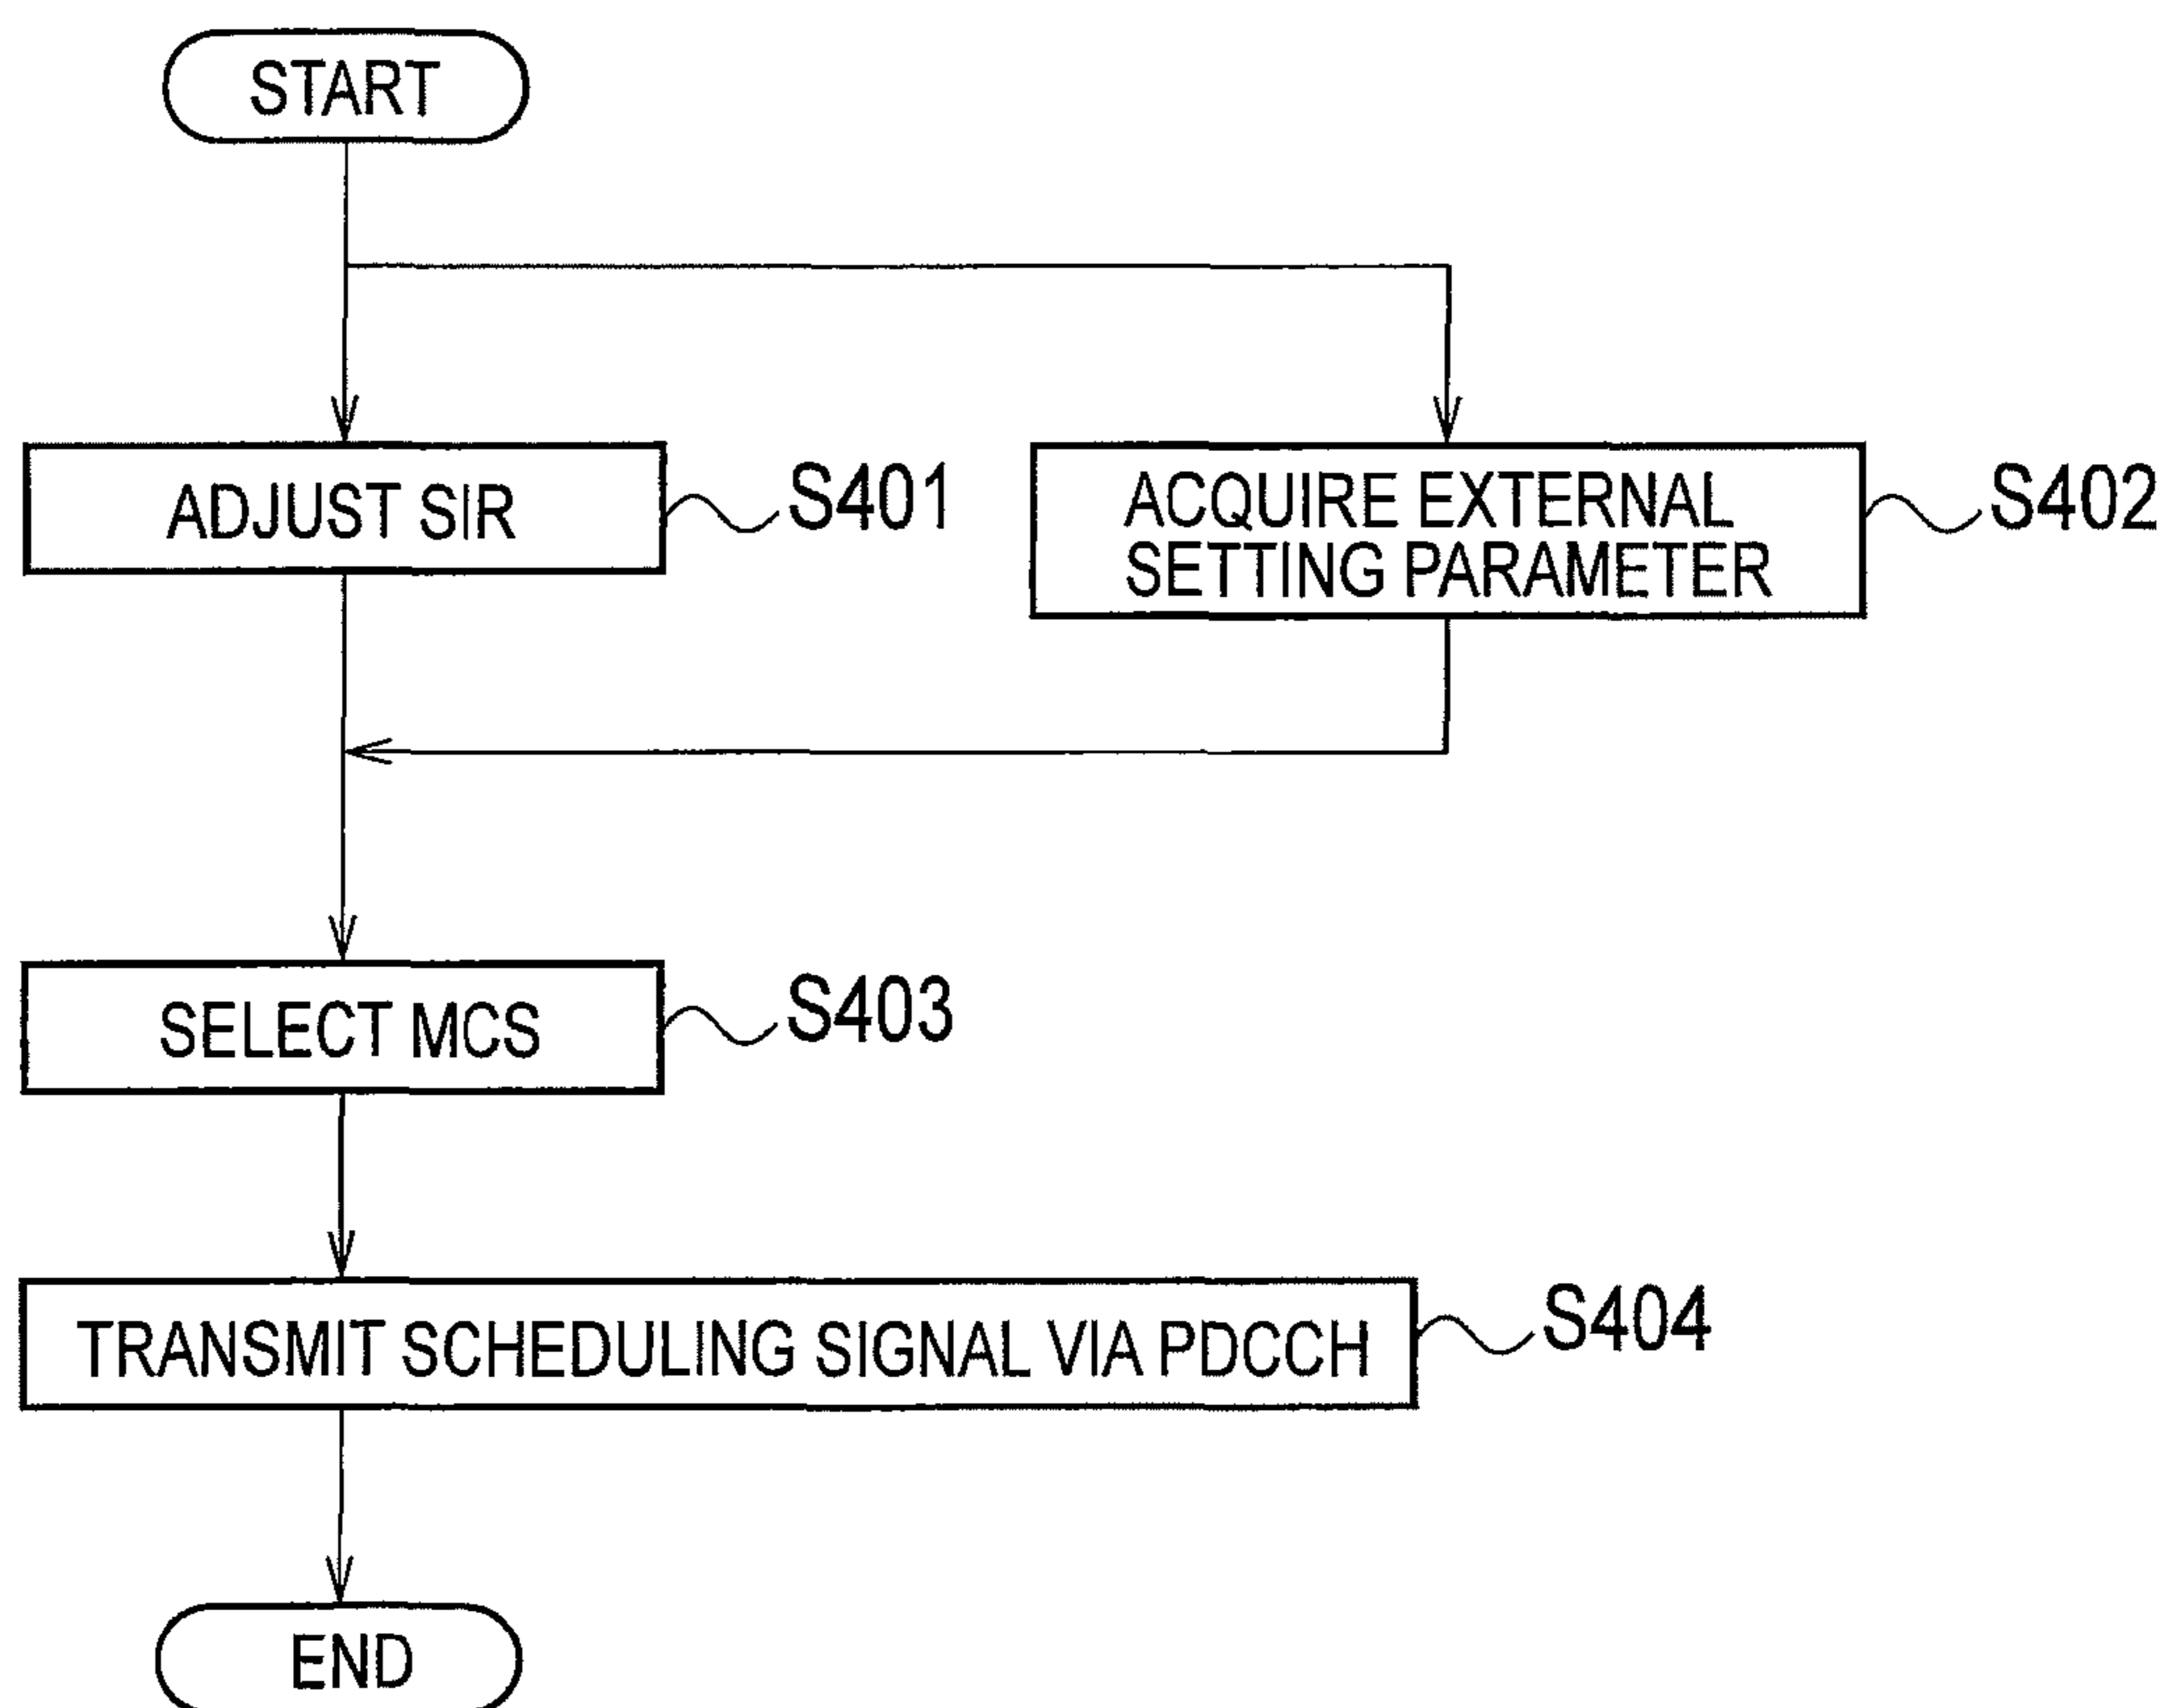 START
ADJUST SIR
S401
ACQUIRE EXTERNAL
SETTING PARAMETER
S402
SELECT MCS
S403
TRANSMIT SCHEDULING SIGNAL VIA PDCCH
S404
END